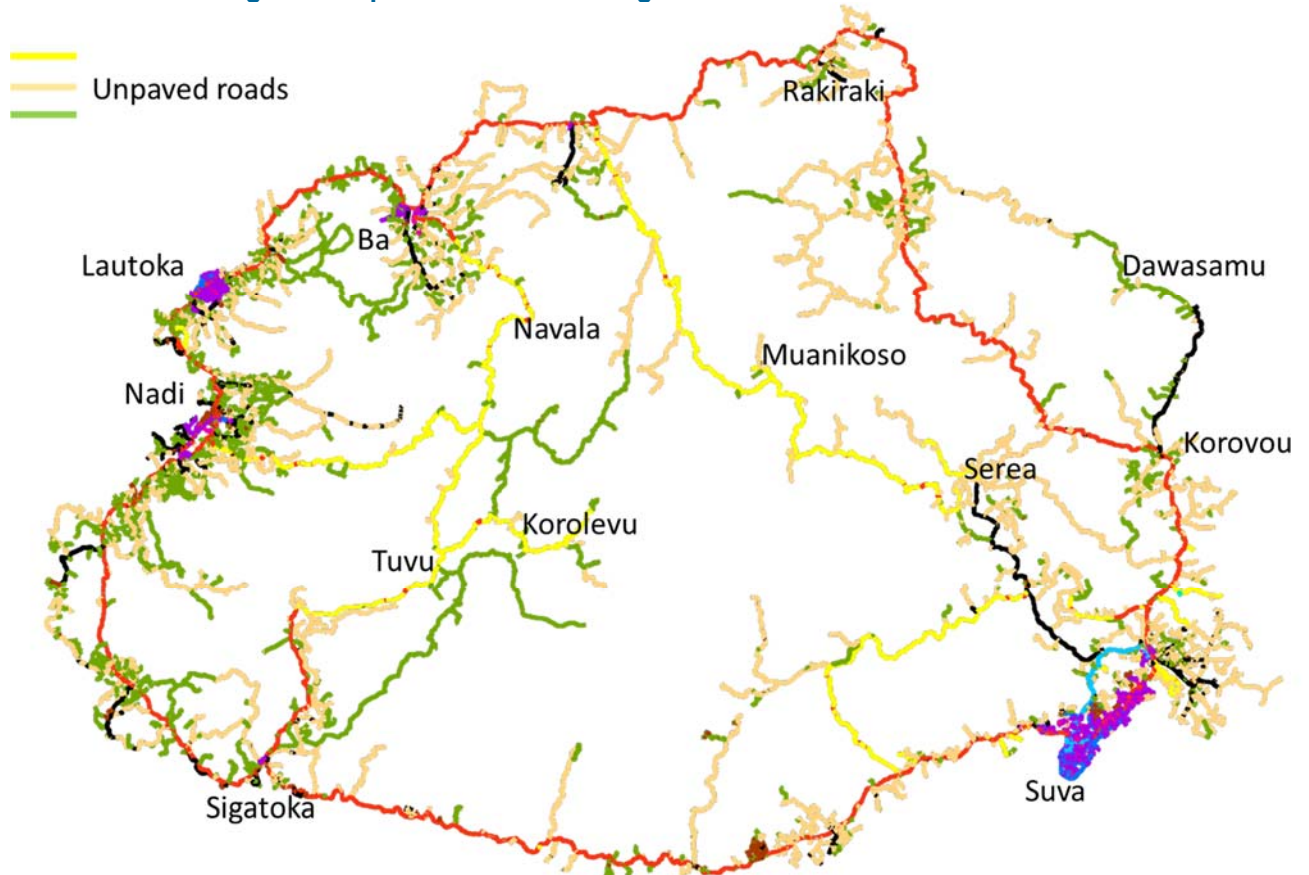 Unpaved roads
Rakiraki
Ba
Lautoka
Dawasamu
Navala
Muanikoso
Nadi
Korovou
Serea
Korolevu
Tuvu
Suva
Sigatoka